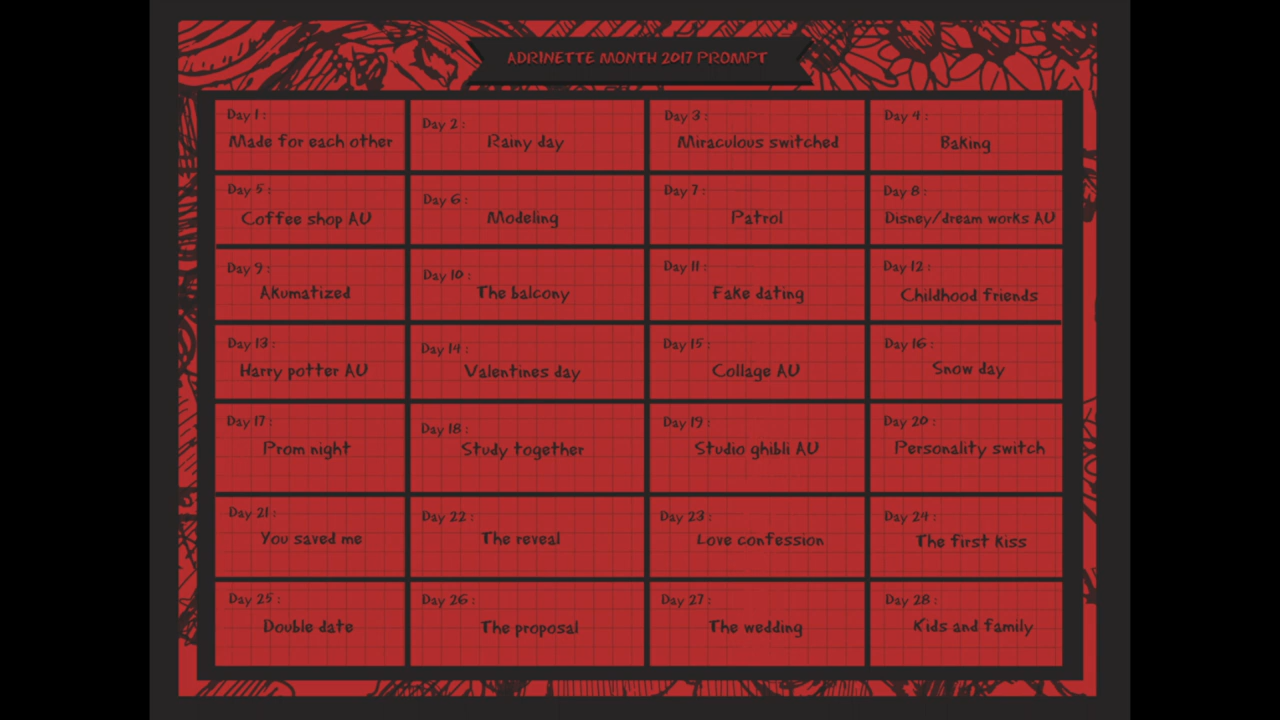 ADRINETTE MONTH 2017 PROMPT
Day 1 :
Made for each other
Day 2 :
Rainy day
Day 3 :
Miraculous switched
Day 4 :
Baking
Day 5 :
Coffee shop AU
Day 6 :
Modeling
Day 7 :
Patrol
Day 8 :
Disney/dream works AU
Day 9 :
Akumatized
Day 10 :
The balcony
Day 11 :
Fake dating
Day 12 :
Childhood friends
Day 13 :
Harry potter AU
Day 14 :
Valentines day
Day 15 :
Collage AU
Day 16 :
Snow day
Day 17 :
Prom night
Day 18 :
Study together
Day 19 :
Studio ghibli AU
Day 20 :
Personality switch
Day 21 :
You saved me
Day 22 :
The reveal
Day 23 :
Love confession
Day 24 :
The first kiss
Day 25 :
Double date
Day 26 :
The proposal
Day 27 :
The wedding
Day 28 :
Kids and family